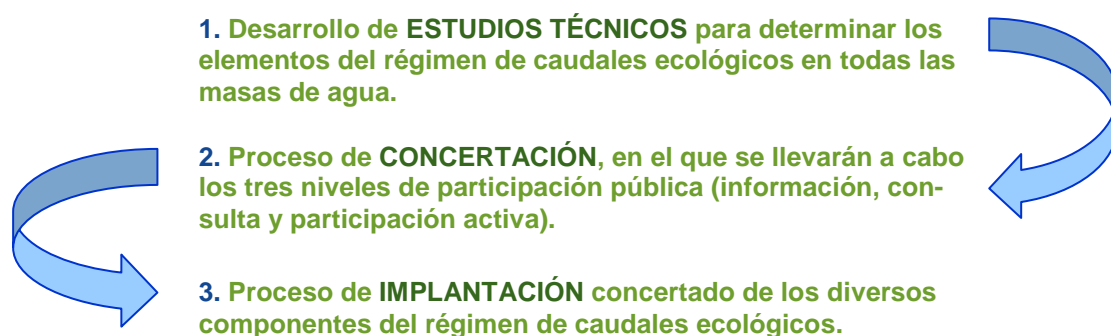 1. Desarrollo de ESTUDIOS TÉCNICOS para determinar los
elementos del régimen de caudales ecológicos en todas las
masas de agua.
2. Proceso de CONCERTACIÓN, en el que se llevarán a cabo
los tres niveles de participación pública (información, con-
sulta y participación activa).
3. Proceso de IMPLANTACIÓN concertado de los diversos
componentes del régimen de caudales ecológicos.